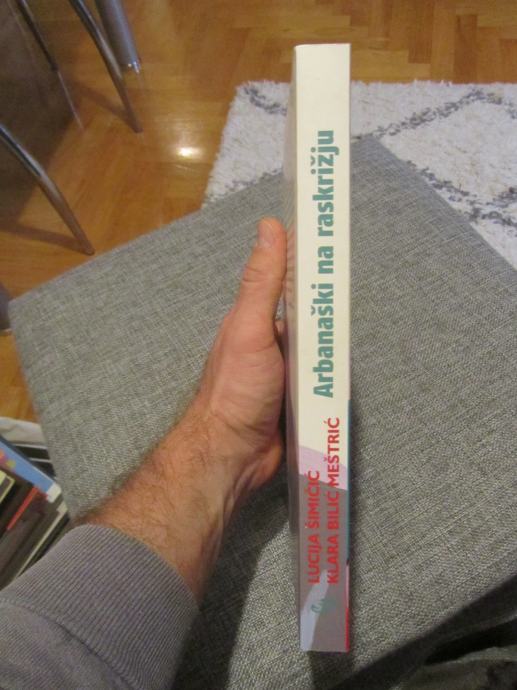 LUCIJA ŠIMIČIĆ
KLARA BILIĆ MEŠTRIĆ
Arbanaški na raskrižju